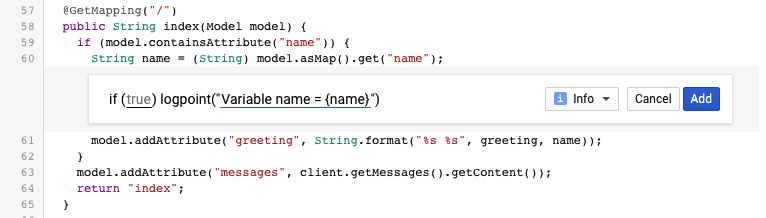 57 @GetMapping("/")
58 public String index(Model model) {
59 if (model.containsAttribute("name")) {
60 String name = (String) model.asMap().get("name");
if (true) logpoint("Variable name = {name}") i Info Cancel Add
61 model.addAttribute("greeting", String.format("%s %s", greeting, name));
62 }
63 model.addAttribute("messages", client.getMessages().getContent());
64 return "index";
65 }
66